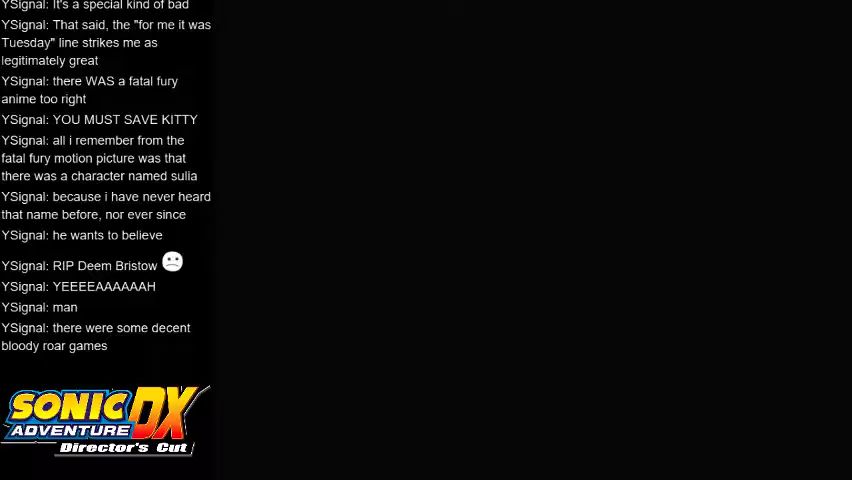 YSignal: It's a special kind of bad
YSignal: That said, the "for me it was
Tuesday" line strikes me as
legitimately great
YSignal: there WAS a fatal fury
anime too right
YSignal: YOU MUST SAVE KITTY
YSignal: all i remember from the
fatal fury motion picture was that
there was a character named sulia
YSignal: because i have never heard
that name before, nor ever since
YSignal: he wants to believe
YSignal: RIP Deem Bristow
YSignal: YEEEEAAAAAAH
YSignal: man
YSignal: there were some decent
bloody roar games
SONIC DX
ADVENTURE
Director's Cut